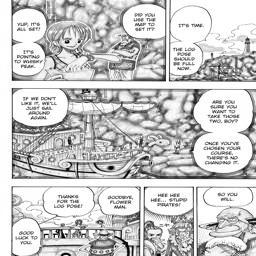 IT'S TIME.
THE LOG
POSE
SHOULD
BE FULL
NOW.
DID YOU
USE THE
MAP TO
SET IT?
YUP, IT'S
ALL SET!
IT'S
POINTING
TO WHISKY
PEAK.
ARE YOU
SURE YOU
WANT TO
TAKE THOSE
TWO, BOY?
ONCE YOU'VE
CHOSEN YOUR
COURSE,
THERE'S NO
CHANGING IT.
IF WE DON'T
LIKE IT, WE'LL
JUST SAIL
AROUND
AGAIN.
SO YOU
WILL.
HEE HEE
HEE... STUPID
PIRATES!
GOODBYE,
FLOWER
MAN.
THANKS
FOR THE
LOG POSE!
GOOD LUCK
TO YOU.